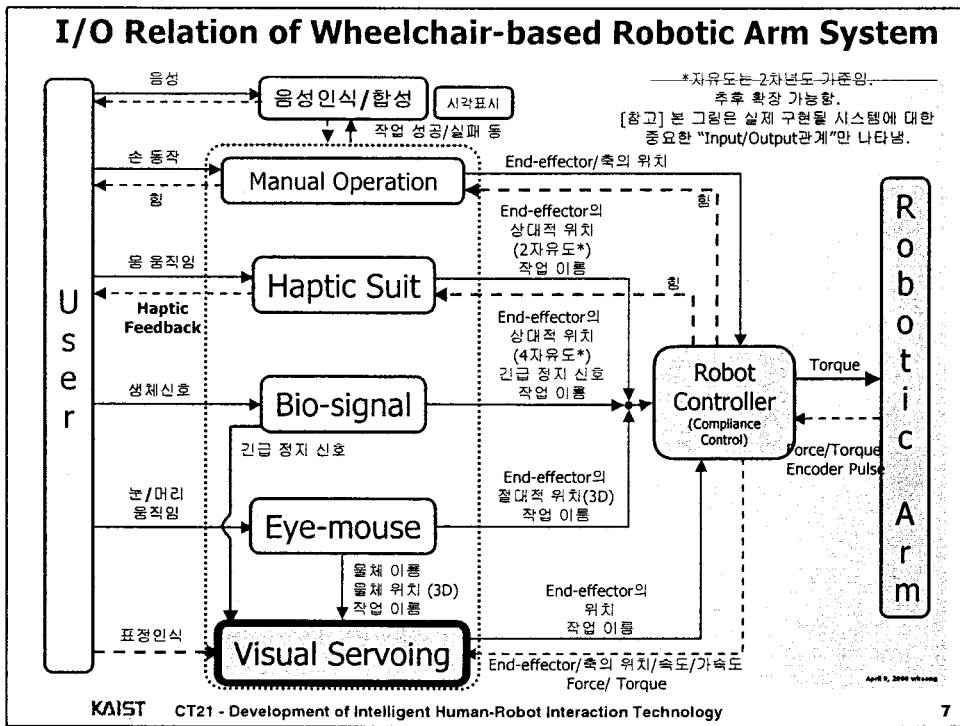 I/O Relation of Wheelchair-based Robotic Arm System
*자유도는 2차년도 기준임.
추후 확장 가능함.
[참고] 본 그림은 실제 구현될 시스템에 대한
중요한 "Input/Output관계"만 나타냄.
음성
음성인식/합성
시각표시
작업 성공/실패 등
손 동작
힘
Manual Operation
End-effector/축의 위치
힘
End-effector의
상대적 위치
(2자유도*)
작업 이름
몸 움직임
Haptic
Feedback
Haptic Suit
힘
End-effector의
상대적 위치
(4자유도*)
긴급 정지 신호
작업 이름
User
생체신호
Bio-signal
긴급 정지 신호
Robot
Controller
(Compliance
Control)
Torque
Force/Torque
Encoder Pulse
Robotic Arm
눈/머리
움직임
Eye-mouse
End-effector의
절대적 위치(3D)
작업 이름
물체 이름
물체 위치 (3D)
작업 이름
표정인식
Visual Servoing
End-effector의
위치
작업 이름
End-effector/축의 위치/속도/가속도
Force/ Torque
April 9, 2000
KAIST CT21 - Development of Intelligent Human-Robot Interaction Technology 7